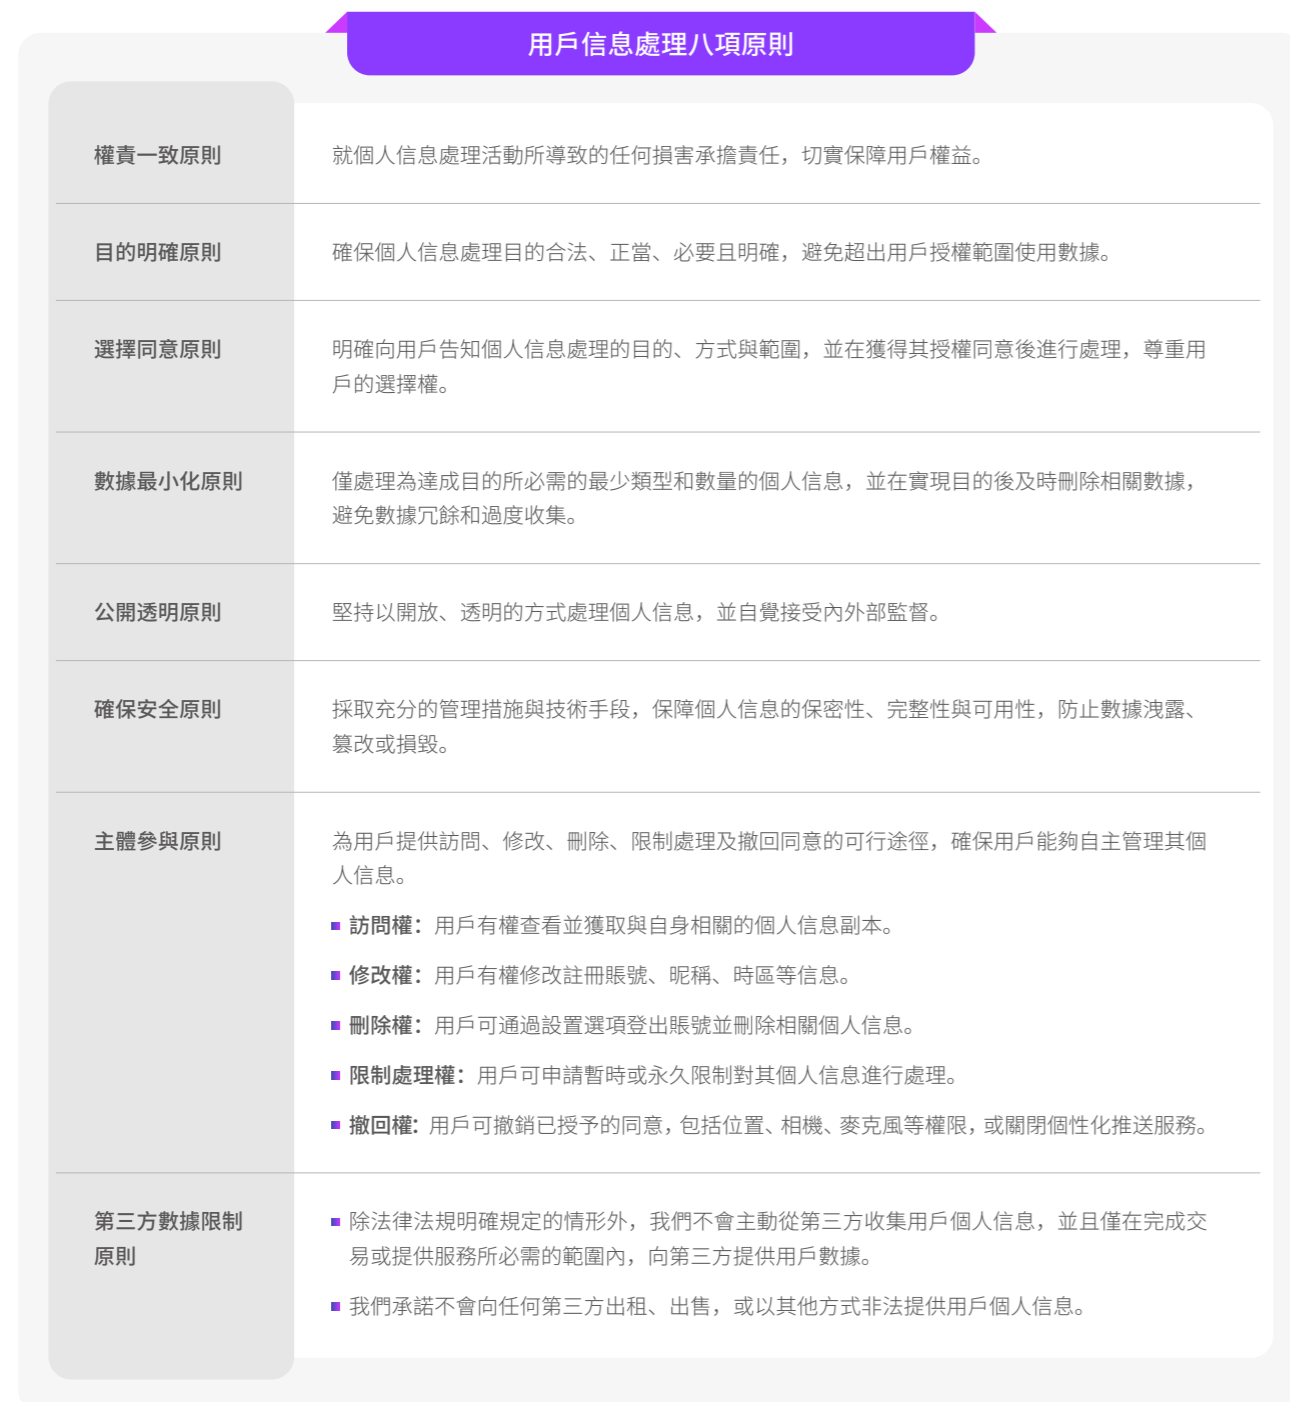 用戶信息處理八項原則
權責一致原則
就個人信息處理活動所導致的任何損害承擔責任，切實保障用戶權益。
目的明確原則
確保個人信息處理目的合法、正當、必要且明確，避免超出用戶授權範圍使用數據。
選擇同意原則
明確向用戶告知個人信息處理的目的、方式與範圍，並在獲得其授權同意後進行處理，尊重用
戶的選擇權。
數據最小化原則
僅處理為達成目的所必需的最少類型和數量的個人信息，並在實現目的後及時刪除相關數據，
避免數據冗餘和過度收集。
公開透明原則
堅持以開放、透明的方式處理個人信息，並自覺接受內外部監督。
確保安全原則
採取充分的管理措施與技術手段，保障個人信息的保密性、完整性與可用性，防止數據洩露、
篡改或損毀。
主體參與原則
為用戶提供訪問、修改、刪除、限制處理及撤回同意的可行途徑，確保用戶能夠自主管理其個
人信息。
訪問權：用戶有權查看並獲取與自身相關的個人信息副本。
修改權：用戶有權修改註冊賬號、昵稱、時區等信息。
刪除權：用戶可通過設置選項登出賬號並刪除相關個人信息。
限制處理權：用戶可申請暫時或永久限制對其個人信息進行處理。
撤回權：用戶可撤銷已授予的同意，包括位置、相機、麥克風等權限，或關閉個性化推送服務。
第三方數據限制
原則
除法律法規明確規定的情形外，我們不會主動從第三方收集用戶個人信息，並且僅在完成交
易或提供服務所必需的範圍內，向第三方提供用戶數據。
我們承諾不會向任何第三方出租、出售，或以其他方式非法提供用戶個人信息。